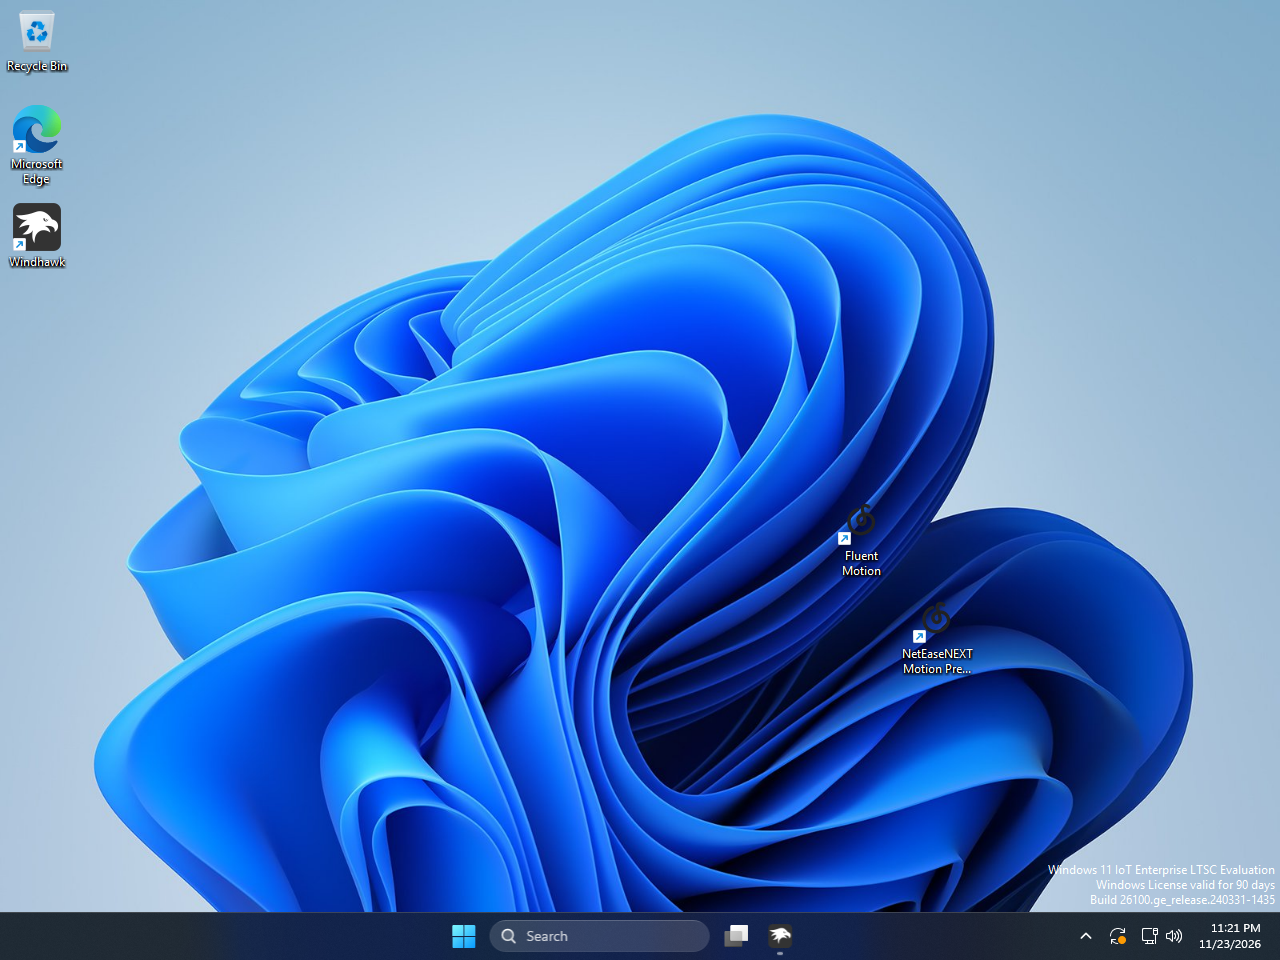 Recycle Bin
Microsoft
Edge
Windhawk
Fluent
Motion
NetEaseNEXT
Motion Pre...
Windows 11 IoT Enterprise LTSC Evaluation
Windows License valid for 90 days
Build 26100.ge_release.240331-1435
Search
11:21 PM
11/23/2026